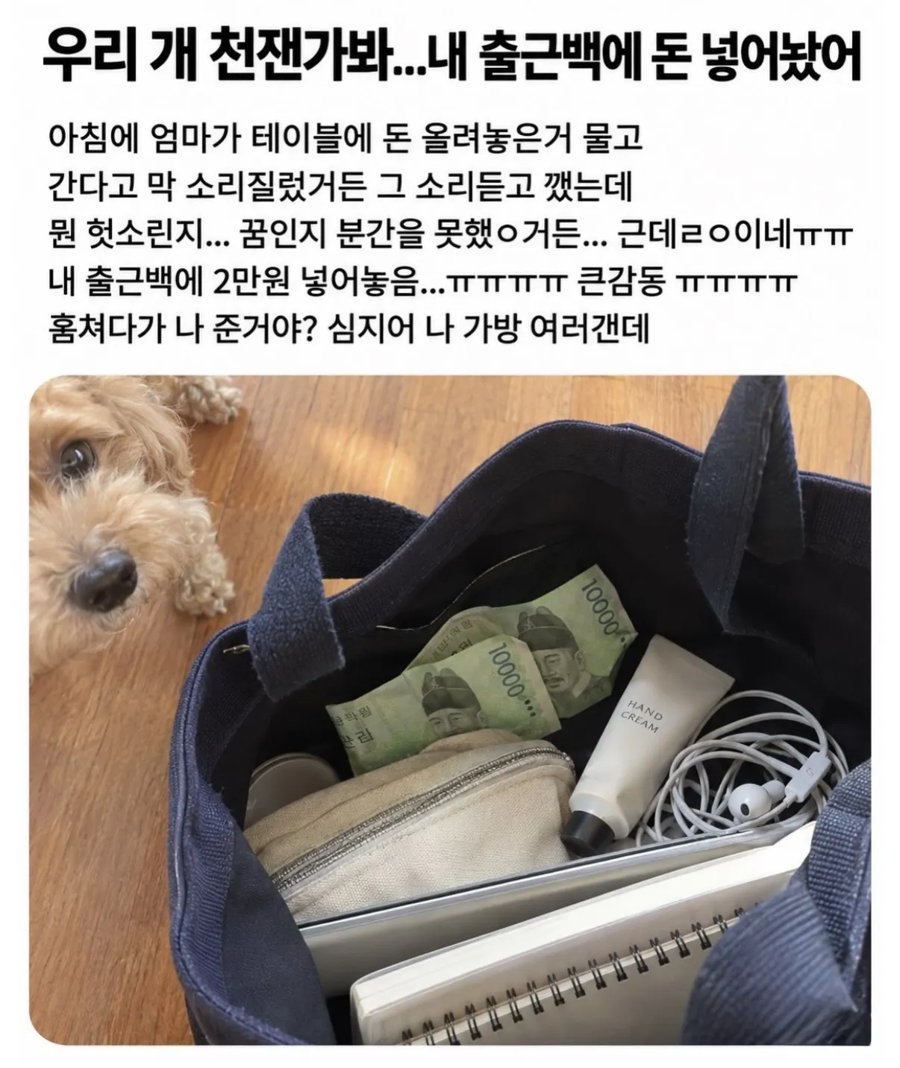 우리 개 천잰가봐...내 출근백에 돈 넣어놨어
아침에 엄마가 테이블에 돈 올려놓은거 물고
간다고 막 소리질렀거든 그 소리듣고 깼는데
뭔 헛소린지... 꿈인지 분간을 못했ㅇ거든... 근데ㄹㅇ이네ㅠㅠ
내 출근백에 2만원 넣어놓음...ㅠㅠㅠㅠ 큰감동 ㅠㅠㅠㅠ
훔쳐다가 나 준거야? 심지어 나 가방 여러갠데
10000
10000
HAND
CREAM